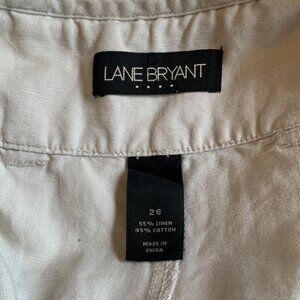 LANE BRYANT
26
55% LINEN
45% COTTON
MADE IN
CHINA